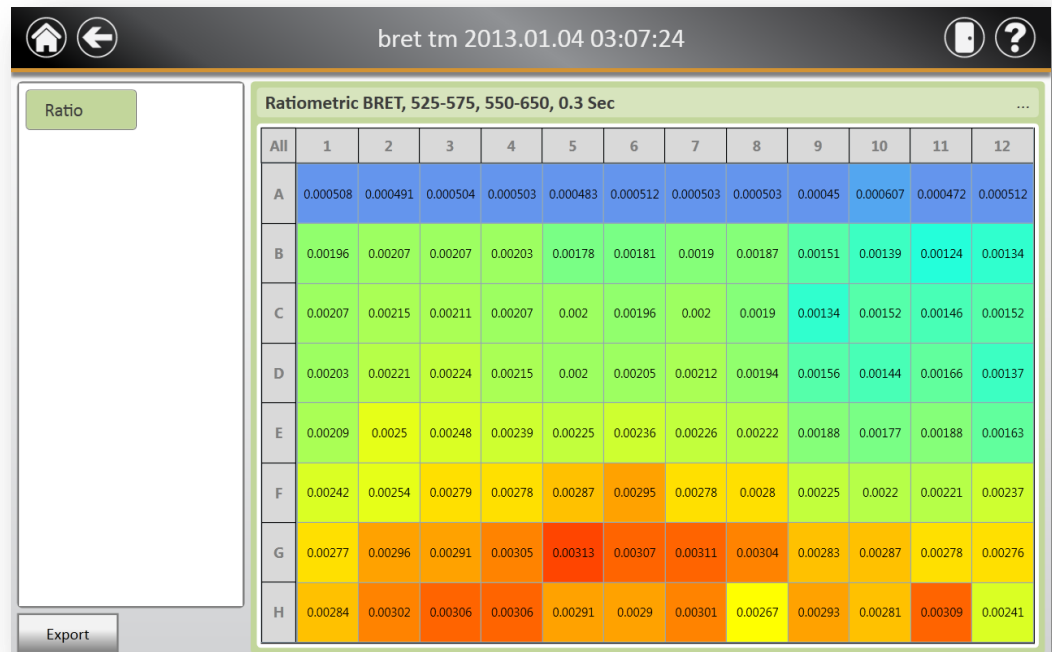 bret tm 2013.01.04 03:07:24
?
Ratio
Ratiometric BRET, 525-575, 550-650, 0.3 Sec ...
All 1 2 3 4 5 6 7 8 9 10 11 12
A 0.000508 0.000491 0.000504 0.000503 0.000483 0.000512 0.000503 0.000503 0.00045 0.000607 0.000472 0.000512
B 0.00196 0.00207 0.00207 0.00203 0.00178 0.00181 0.0019 0.00187 0.00151 0.00139 0.00124 0.00134
C 0.00207 0.00215 0.00211 0.00207 0.002 0.00196 0.002 0.0019 0.00134 0.00152 0.00146 0.00152
D 0.00203 0.00221 0.00224 0.00215 0.002 0.00205 0.00212 0.00194 0.00156 0.00144 0.00166 0.00137
E 0.00209 0.0025 0.00248 0.00239 0.00225 0.00236 0.00226 0.00222 0.00188 0.00177 0.00188 0.00163
F 0.00242 0.00254 0.00279 0.00278 0.00287 0.00295 0.00278 0.0028 0.00225 0.0022 0.00221 0.00237
G 0.00277 0.00296 0.00291 0.00305 0.00313 0.00307 0.00311 0.00304 0.00283 0.00287 0.00278 0.00276
H 0.00284 0.00302 0.00306 0.00306 0.00291 0.0029 0.00301 0.00267 0.00293 0.00281 0.00309 0.00241
Export